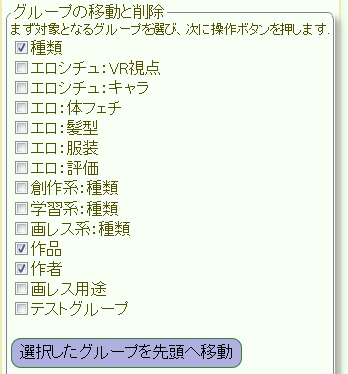 グループの移動と削除
まず対象となるグループを選び、次に操作ボタンを押します.
種類
エロシチュ:VR視点
エロシチュ:キャラ
エロ:体フェチ
エロ:髪型
エロ:服装
エロ:評価
創作系:種類
学習系:種類
画レス系:種類
作品
作者
画レス用途
テストグループ
選択したグループを先頭へ移動